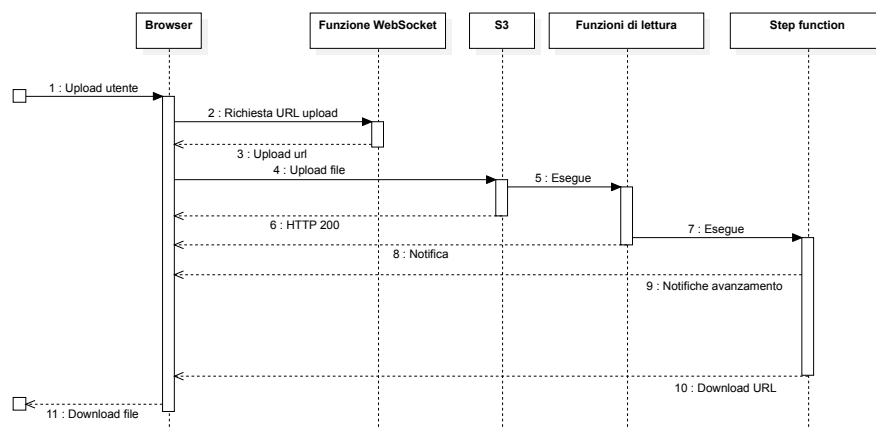 Browser
Funzione WebSocket
S3
Funzioni di lettura
Step function
1 : Upload utente
2 : Richiesta URL upload
3 : Upload url
4 : Upload file
5 : Esegue
6 : HTTP 200
7 : Esegue
8 : Notifica
9 : Notifiche avanzamento
10 : Download URL
11 : Download file